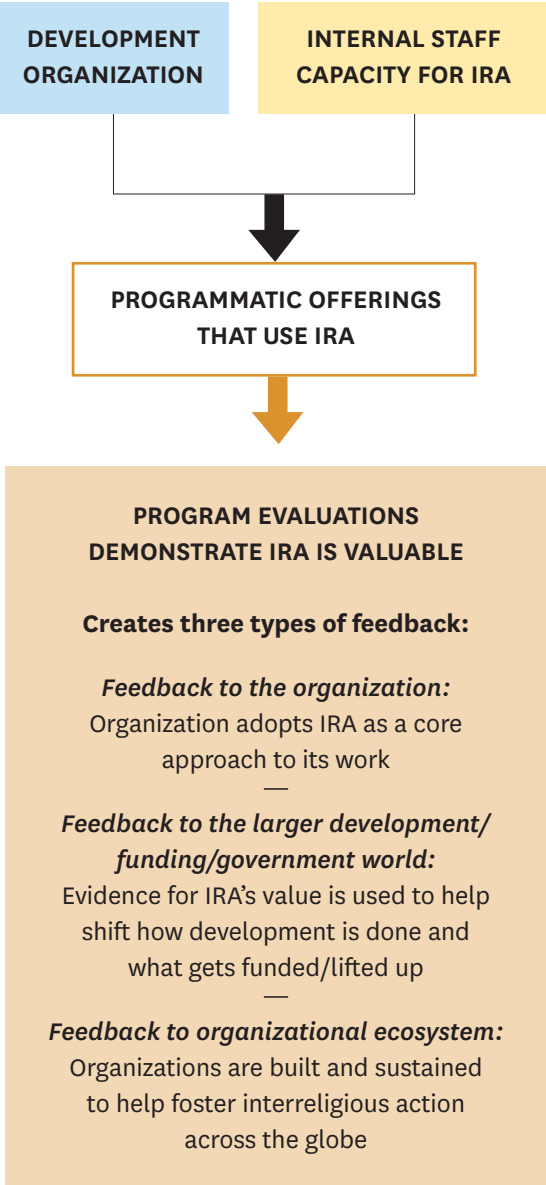 DEVELOPMENT
ORGANIZATION
INTERNAL STAFF
CAPACITY FOR IRA
PROGRAMMATIC OFFERINGS
THAT USE IRA
PROGRAM EVALUATIONS
DEMONSTRATE IRA IS VALUABLE
Creates three types of feedback:
Feedback to the organization:
Organization adopts IRA as a core
approach to its work
—
Feedback to the larger development/
funding/government world:
Evidence for IRA’s value is used to help
shift how development is done and
what gets funded/lifted up
—
Feedback to organizational ecosystem:
Organizations are built and sustained
to help foster interreligious action
across the globe